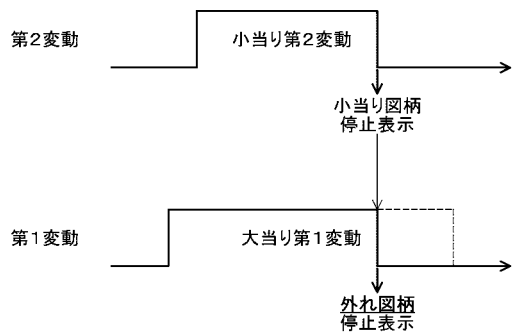 第2変動
小当り第2変動
小当り図柄
停止表示
第1変動
大当り第1変動
外れ図柄
停止表示